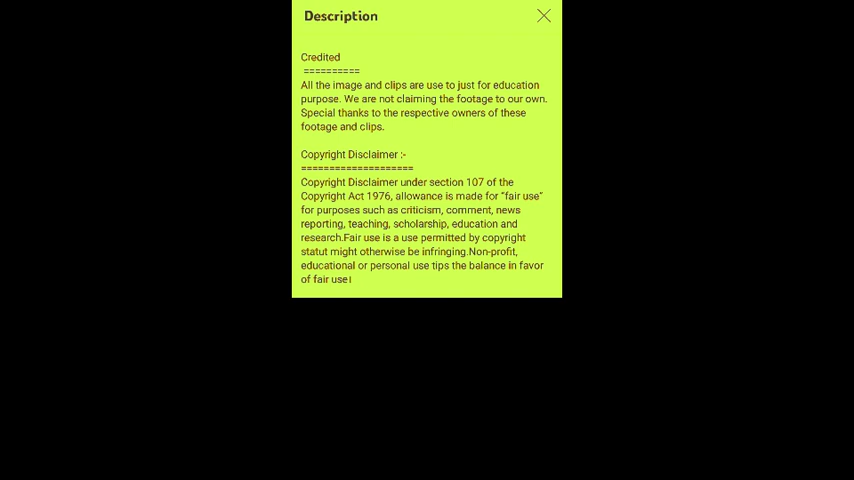 Description
Credited
==========
All the image and clips are use to just for education
purpose. We are not claiming the footage to our own.
Special thanks to the respective owners of these
footage and clips.
Copyright Disclaimer :-
====================
Copyright Disclaimer under section 107 of the
Copyright Act 1976, allowance is made for “fair use”
for purposes such as criticism, comment, news
reporting, teaching, scholarship, education and
research.Fair use is a use permitted by copyright
statut might otherwise be infringing.Non-profit,
educational or personal use tips the balance in favor
of fair use।